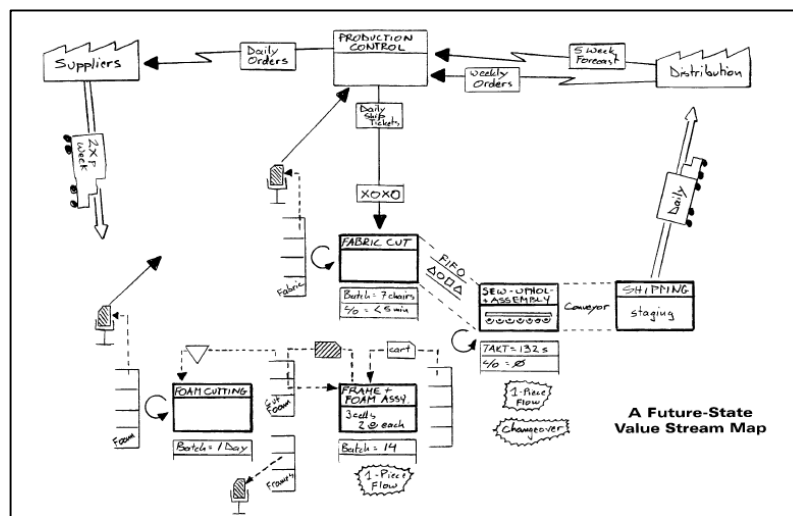 PRODUCTION
CONTROL
Suppliers
Daily
Orders
5 Week
Forecast
Weekly
Orders
Distribution
Daily
Ship
Tickets
2xp
Week
XOXO
Daily
Fabric
FABRIC CUT
Batch = 7 chairs
c/o = < 5 min
FIFO
SEW-UPHOL-
+ ASSEMBLY
TAKT = 132 s
c/o = Ø
Conveyor
SHIPPING
staging
1-Piece
Flow
Changeover
Foam
FOAM CUTTING
Batch = 1 Day
Cut
Foam
Frames
cart
FRAME +
FOAM ASSY.
3 cells
2 @ each
Batch = 14
1-Piece
Flow
A Future-State
Value Stream Map